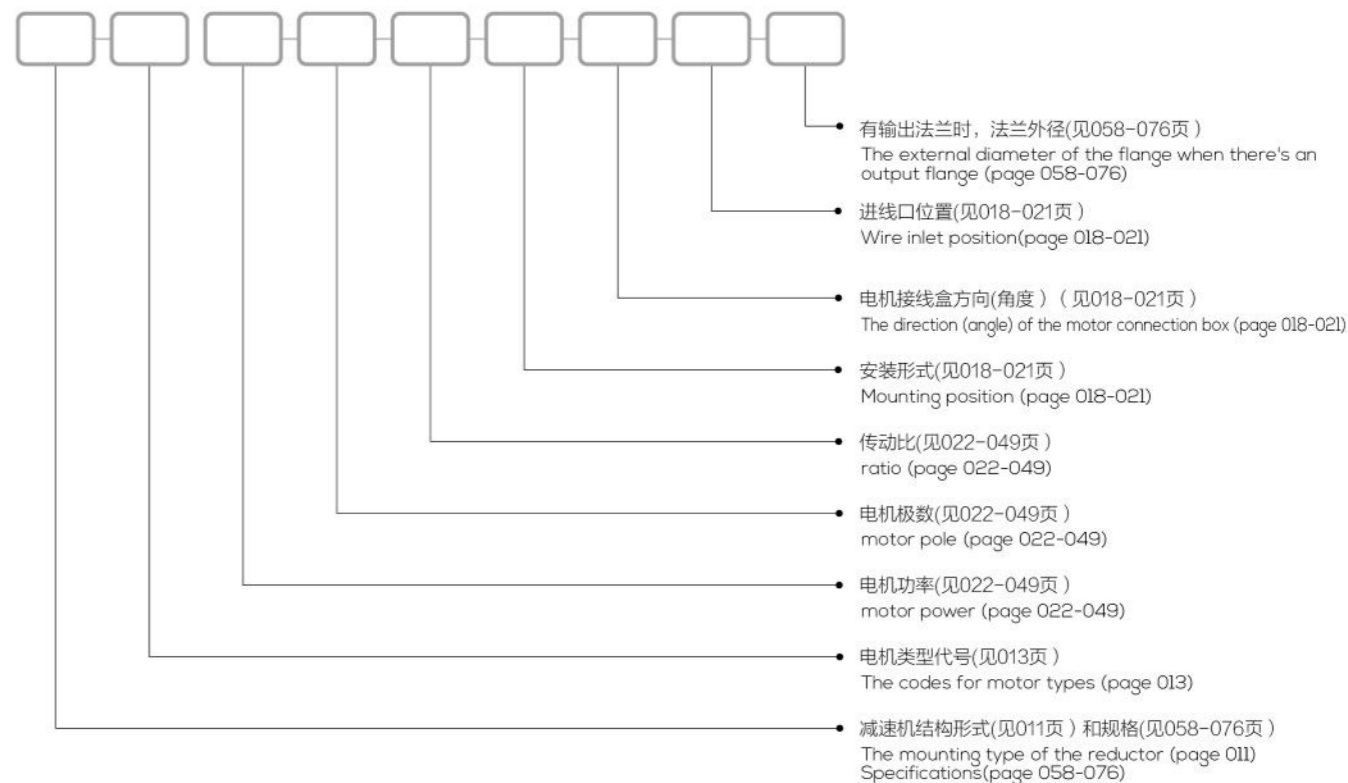 有输出法兰时，法兰外径(见058-076页）
The external diameter of the flange when there's an
output flange (page 058-076)
进线口位置(见018-021页）
Wire inlet position(page 018-021)
电机接线盒方向(角度）（见018-021页）
The direction (angle) of the motor connection box (page 018-021)
安装形式(见018-021页）
Mounting position (page 018-021)
传动比(见022-049页）
ratio (page 022-049)
电机极数(见022-049页）
motor pole (page 022-049)
电机功率(见022-049页）
motor power (page 022-049)
电机类型代号(见013页）
The codes for motor types (page 013)
减速机结构形式(见011页）和规格(见058-076页）
The mounting type of the reductor (page 011)
Specifications(page 058-076)